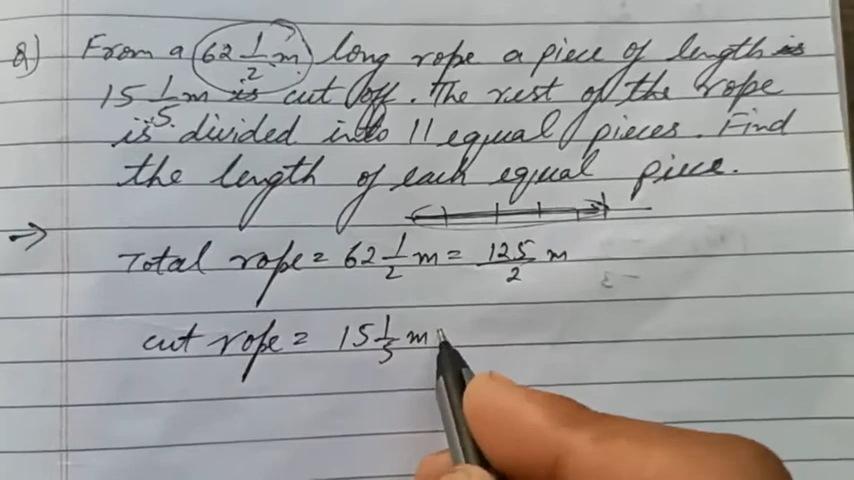 Q) From a 62 1/2 m long rope a piece of length is
15 1/5 m is cut off. The rest of the rope
is divided into 11 equal pieces. Find
the length of each equal piece.
→ Total rope = 62 1/2 m = 125/2 m
cut rope = 15 1/5 m